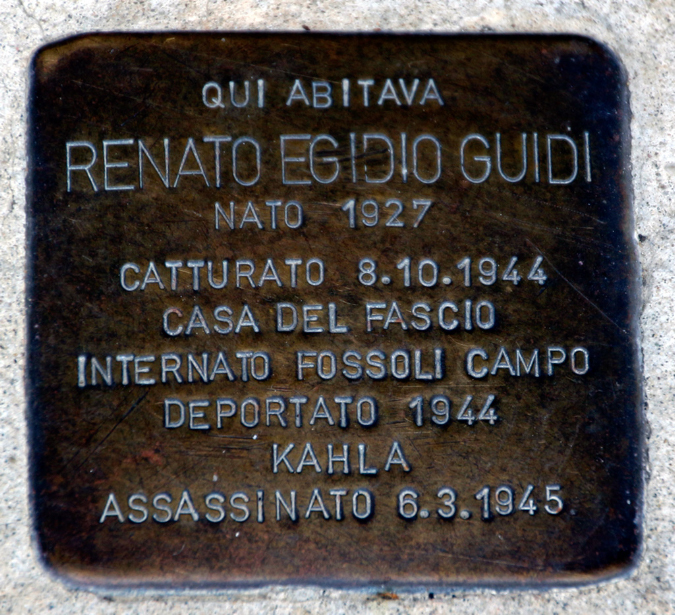 QUI ABITAVA
RENATO EGIDIO GUIDI
NATO 1927
CATTURATO 8.10.1944
CASA DEL FASCIO
INTERNATO FOSSOLI CAMPO
DEPORTATO 1944
KAHLA
ASSASSINATO 6.3.1945